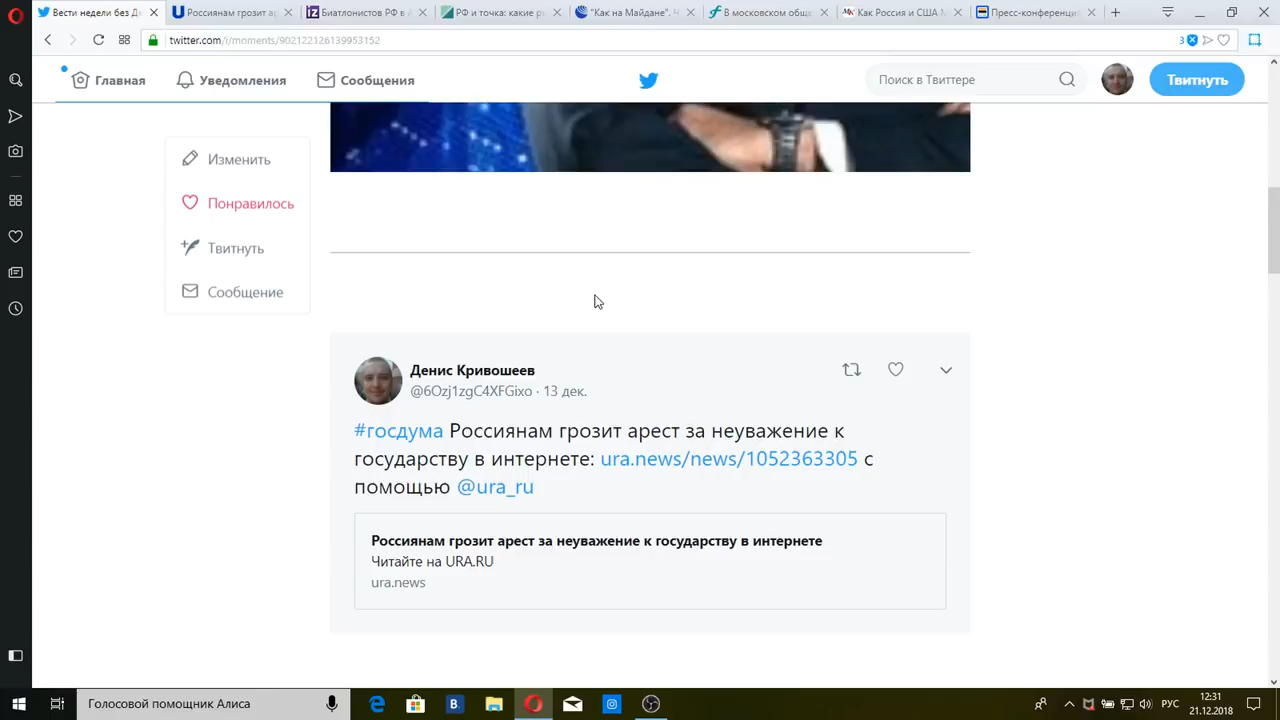 Вести недели без Д
Россиянам грозит ар
Биатлонистов РФ в А
РФ и точка: какие ру
"Как на Майдане". Ч
В московском общ
Как Россия и США М
Пресс-конференци
twitter.com/i/moments/902122126139953152
3
Главная
Уведомления
Сообщения
Поиск в Твиттере
Твитнуть
Изменить
Понравилось
Твитнуть
Сообщение
Денис Кривошеев
@6Ozj1zgC4XFGixo · 13 дек.
#госдума Россиянам грозит арест за неуважение к
государству в интернете: ura.news/news/1052363305 с
помощью @ura_ru
Россиянам грозит арест за неуважение к государству в интернете
Читайте на URA.RU
ura.news
Голосовой помощник Алиса
РУС
12:31
21.12.2018